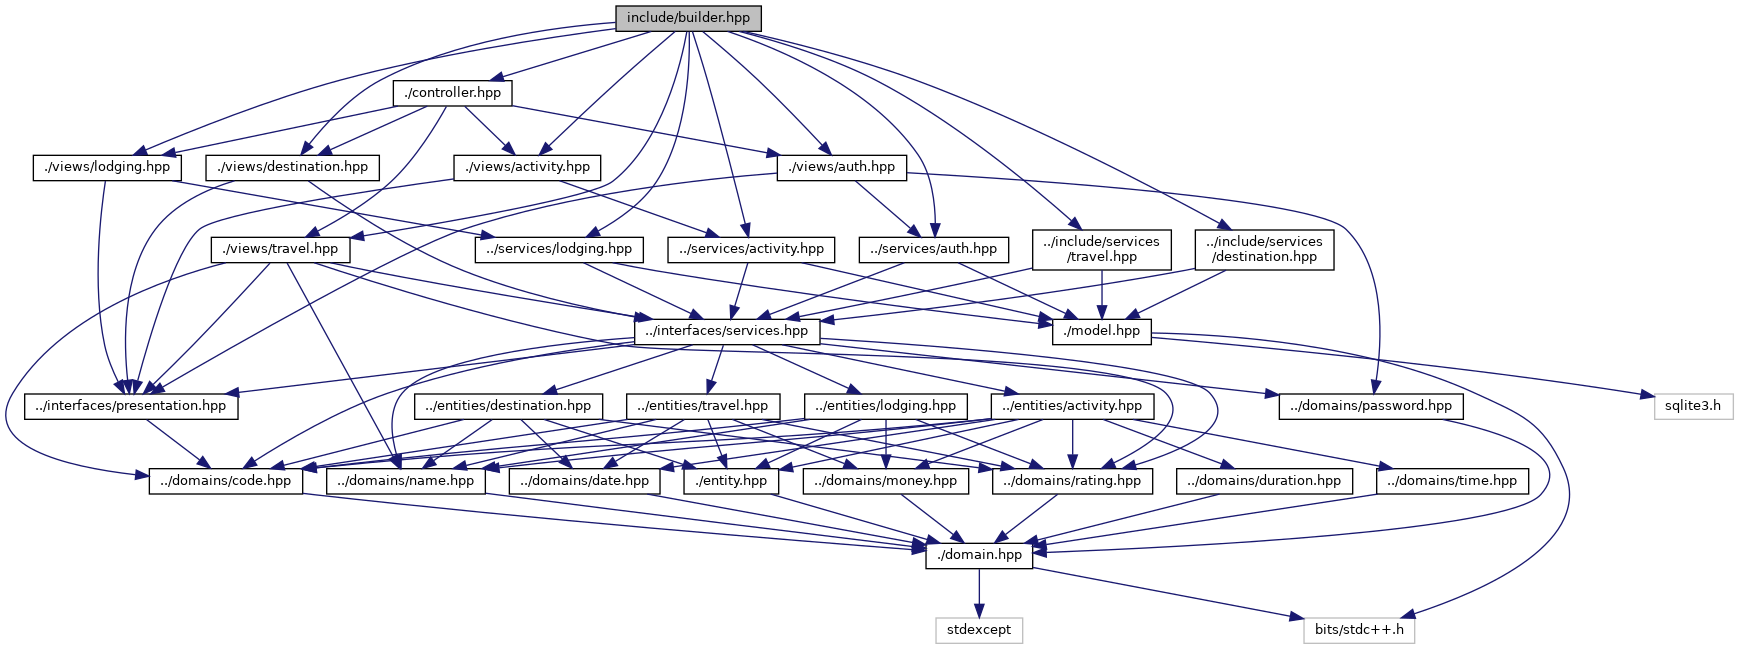 include/builder.hpp
./controller.hpp
./views/lodging.hpp
./views/destination.hpp
./views/activity.hpp
./views/auth.hpp
./views/travel.hpp
../services/lodging.hpp
../services/activity.hpp
../services/auth.hpp
../include/services
/travel.hpp
../include/services
/destination.hpp
../interfaces/services.hpp
./model.hpp
../interfaces/presentation.hpp
../entities/destination.hpp
../entities/travel.hpp
../entities/lodging.hpp
../entities/activity.hpp
../domains/password.hpp
sqlite3.h
../domains/code.hpp
../domains/name.hpp
../domains/date.hpp
./entity.hpp
../domains/money.hpp
../domains/rating.hpp
../domains/duration.hpp
../domains/time.hpp
./domain.hpp
stdexcept
bits/stdc++.h